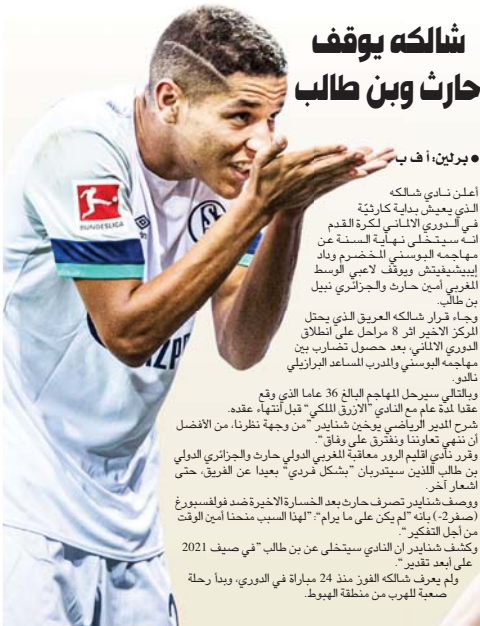 شالكه يوقف
حارث وبن طالب
● برلين: أ ف ب
أعلن نادي شالكه
الذي يعيش بداية كارثيّة
في الدوري الالماني لكرة القدم
انه سيتخلى نهاية السنة عن
مهاجمه البوسني المخضرم وداد
إيبيشيفيتش ويوقف لاعبي الوسط
المغربي أمين حارث والجزائري نبيل
بن طالب.
وجاء قرار شالكه العريق الذي يحتل
المركز الاخير اثر 8 مراحل على انطلاق
الدوري الالماني، بعد حصول تضارب بين
مهاجمه البوسني والمدرب المساعد البرازيلي
نالدو.
وبالتالي سيرحل المهاجم البالغ 36 عاما الذي وقع
عقدا لمدة عام مع النادي "الازرق الملكي" قبل انتهاء عقده.
شرح المدير الرياضي يوخين شنايدر "من وجهة نظرنا، من الأفضل
أن ننهي تعاوننا ونفترق على وفاق".
وقرر نادي اقليم الرور معاقبة المغربي الدولي حارث والجزائري الدولي
بن طالب اللذين سيتدربان "بشكل فردي" بعيدا عن الفريق، حتى
اشعار آخر.
ووصف شنايدر تصرف حارث بعد الخسارة الاخيرة ضد فولفسبورغ
(صفر-2) بانه "لم يكن على ما يرام": "لهذا السبب منحنا أمين الوقت
من أجل التفكير".
وكشف شنايدر ان النادي سيتخلى عن بن طالب "في صيف 2021
على أبعد تقدير".
ولم يعرف شالكه الفوز منذ 24 مباراة في الدوري، وبدأ رحلة
صعبة للهرب من منطقة الهبوط.
BUNDESLIGA